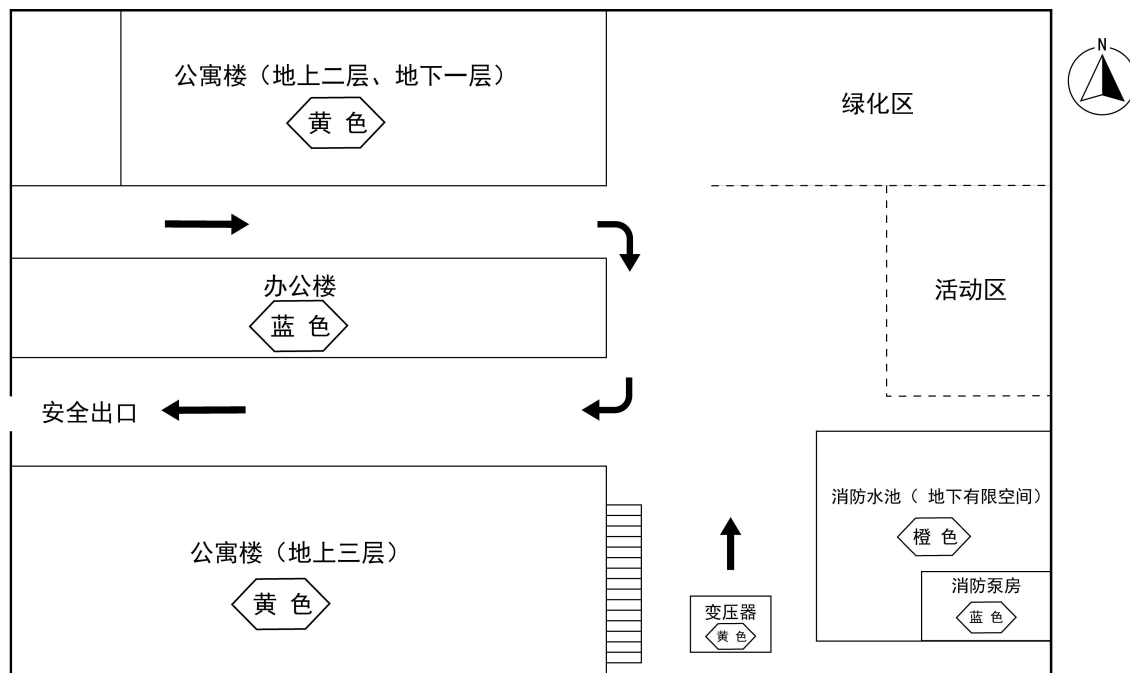 N
公寓楼（地上二层、地下一层）
黄 色
绿化区
办公楼
蓝 色
活动区
安全出口
消防水池（ 地下有限空间）
橙 色
公寓楼（地上三层）
黄 色
消防泵房
蓝 色
变压器
黄 色